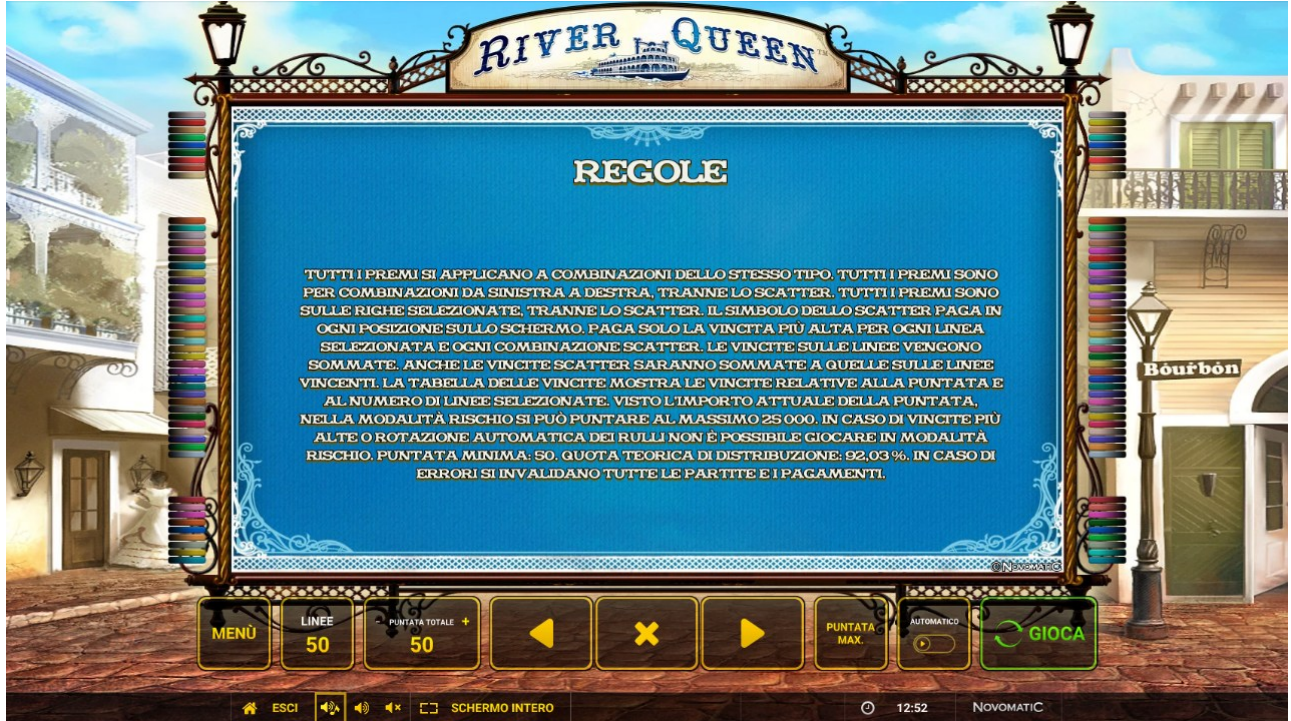 RIVER QUEEN™
REGOLE
TUTTI I PREMI SI APPLICANO A COMBINAZIONI DELLO STESSO TIPO. TUTTI I PREMI SONO
PER COMBINAZIONI DA SINISTRA A DESTRA, TRANNE LO SCATTER. TUTTI I PREMI SONO
SULLE RIGHE SELEZIONATE, TRANNE LO SCATTER. IL SIMBOLO DELLO SCATTER PAGA IN
OGNI POSIZIONE SULLO SCHERMO. PAGA SOLO LA VINCITA PIÙ ALTA PER OGNI LINEA
SELEZIONATA E OGNI COMBINAZIONE SCATTER. LE VINCITE SULLE LINEE VENGONO
SOMMATE. ANCHE LE VINCITE SCATTER SARANNO SOMMATE A QUELLE SULLE LINEE
VINCENTI. LA TABELLA DELLE VINCITE MOSTRA LE VINCITE RELATIVE ALLA PUNTATA E
AL NUMERO DI LINEE SELEZIONATE. VISTO L'IMPORTO ATTUALE DELLA PUNTATA,
NELLA MODALITÀ RISCHIO SI PUÒ PUNTARE AL MASSIMO 25 000. IN CASO DI VINCITE PIÙ
ALTE O ROTAZIONE AUTOMATICA DEI RULLI NON È POSSIBILE GIOCARE IN MODALITÀ
RISCHIO. PUNTATA MINIMA: 50. QUOTA TEORICA DI DISTRIBUZIONE: 92,03 %. IN CASO DI
ERRORI SI INVALIDANO TUTTE LE PARTITE E I PAGAMENTI.
Bourbon
© NOVOMATIC
MENÙ
LINEE
50
- PUNTATA TOTALE +
50
PUNTATA
MAX.
AUTOMATICO
GIOCA
ESCI
SCHERMO INTERO
12:52
NOVOMATIC